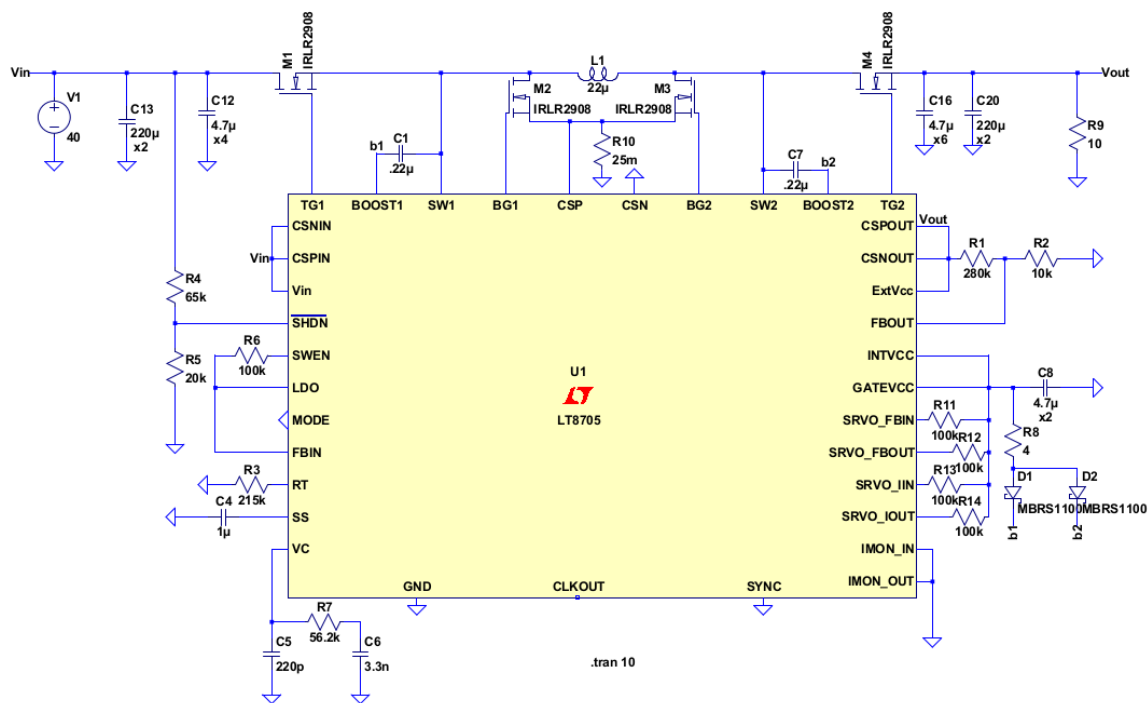 Vin
V1
40
C13
220µ
x2
C12
4.7µ
x4
M1
IRLR2908
C1
.22µ
b1
M2
IRLR2908
L1
22µ
M3
IRLR2908
R10
25m
C7
.22µ
b2
M4
IRLR2908
C16
4.7µ
x6
C20
220µ
x2
Vout
R9
10
TG1 BOOST1 SW1 BG1 CSP CSN BG2 SW2 BOOST2 TG2
CSNIN
CSPIN
Vin
Vin
SHDN
SWEN
LDO
MODE
FBIN
RT
SS
VC
R4
65k
R5
20k
R6
100k
R3
215k
C4
1µ
U1
LT8705
CSPOUT
CSNOUT
ExtVcc
FBOUT
INTVCC
GATEVCC
SRVO_FBIN
SRVO_FBOUT
SRVO_IIN
SRVO_IOUT
IMON_IN
IMON_OUT
Vout
R1
280k
R2
10k
C8
4.7µ
x2
R11
100k
R12
100k
R13
100k
R14
100k
R8
4
D1
MBRS1100
b1
D2
MBRS1100
b2
GND CLKOUT SYNC
R7
56.2k
C5
220p
C6
3.3n
.tran 10